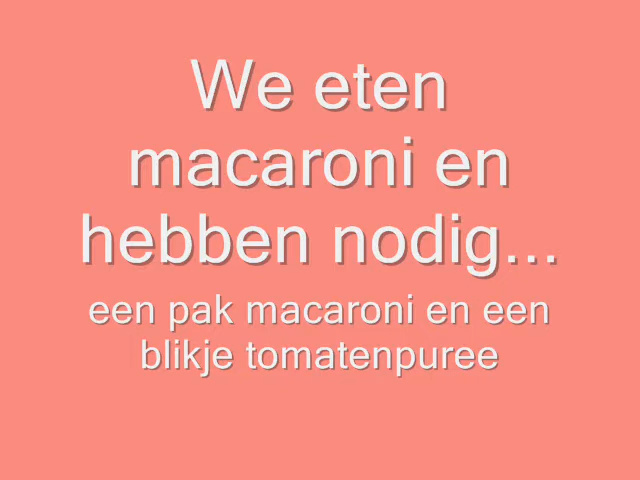 We eten
macaroni en
hebben nodig...
een pak macaroni en een
blikje tomatenpuree